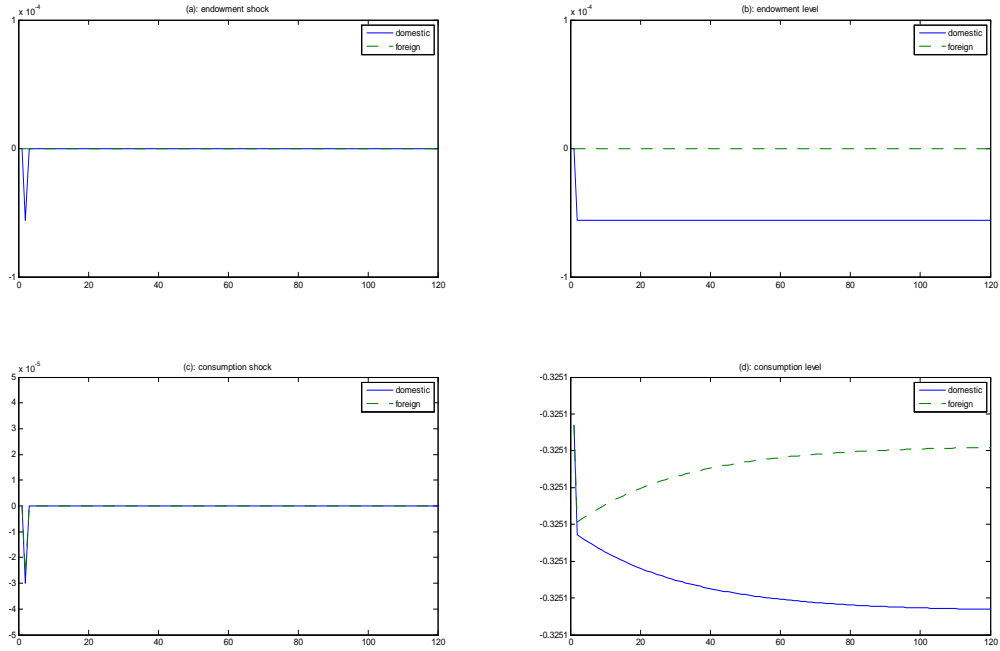 x 10^-4
(a): endowment shock
1
0
-1
0 20 40 60 80 100 120
domestic
foreign
x 10^-4
(b): endowment level
1
0
-1
0 20 40 60 80 100 120
domestic
foreign
x 10^-5
(c): consumption shock
5
4
3
2
1
0
-1
-2
-3
-4
-5
0 20 40 60 80 100 120
domestic
foreign
(d): consumption level
-0.3251
-0.3251
-0.3251
-0.3251
-0.3251
-0.3251
-0.3251
-0.3251
0 20 40 60 80 100 120
domestic
foreign